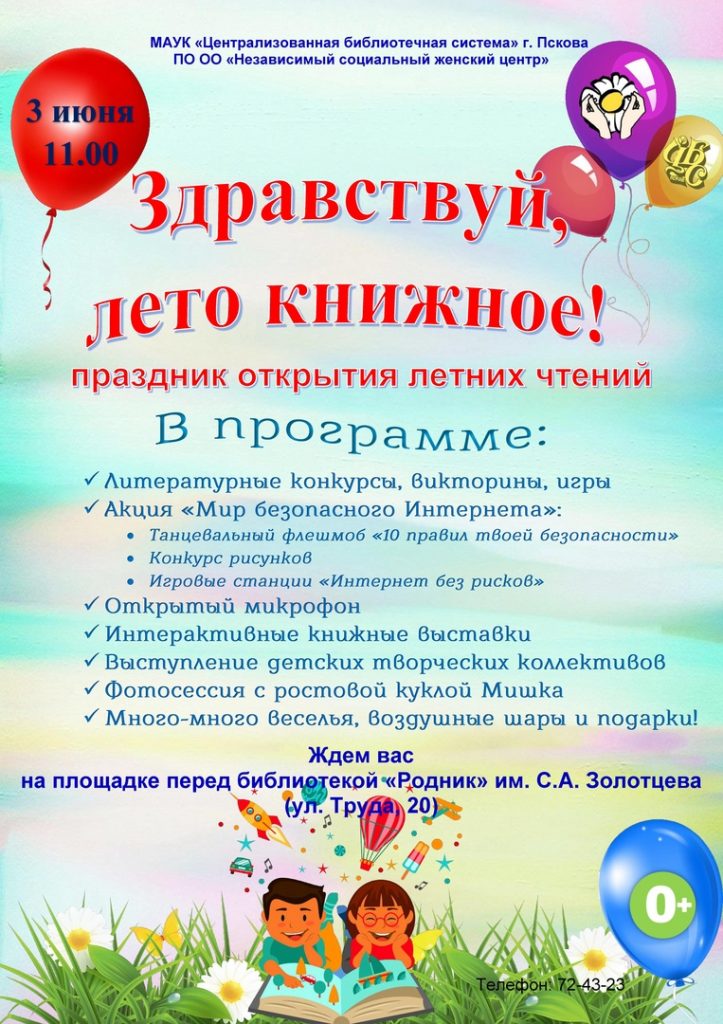 МАУК «Централизованная библиотечная система» г. Пскова
ПО ОО «Независимый социальный женский центр»
3 июня
11.00
ЦБС
Здравствуй,
лето книжное!
праздник открытия летних чтений
В программе:
✓ Литературные конкурсы, викторины, игры
✓ Акция «Мир безопасного Интернета»:
• Танцевальный флешмоб «10 правил твоей безопасности»
• Конкурс рисунков
• Игровые станции «Интернет без рисков»
✓ Открытый микрофон
✓ Интерактивные книжные выставки
✓ Выступление детских творческих коллективов
✓ Фотосессия с ростовой куклой Мишка
✓ Много-много веселья, воздушные шары и подарки!
Ждем вас
на площадке перед библиотекой «Родник» им. С.А. Золотцева
(ул. Труда, 20)
0+
Телефон: 72-43-23